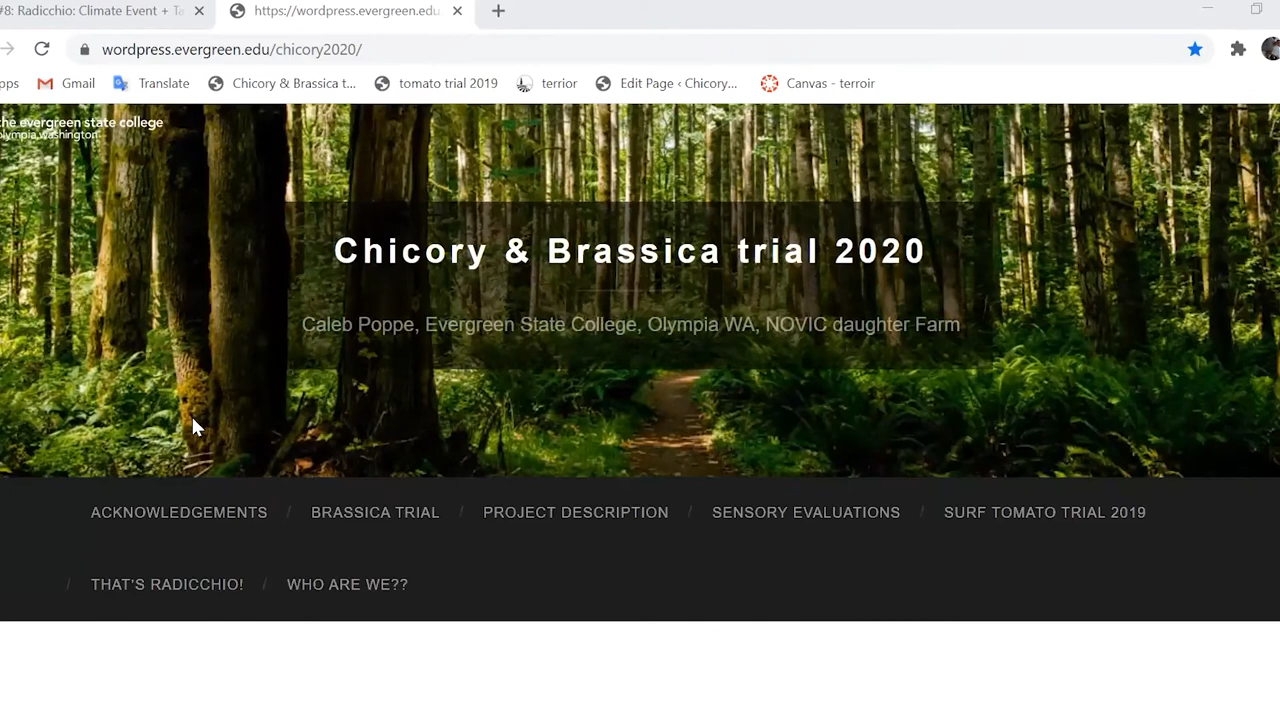 #8: Radicchio: Climate Event +
https://wordpress.evergreen.edu
wordpress.evergreen.edu/chicory2020/
Gmail
Translate
Chicory & Brassica t...
tomato trial 2019
terrior
Edit Page ‹ Chicory...
Canvas - terroir
the evergreen state college
olympia, washington
Chicory & Brassica trial 2020
Caleb Poppe, Evergreen State College, Olympia WA, NOVIC daughter Farm
ACKNOWLEDGEMENTS / BRASSICA TRIAL / PROJECT DESCRIPTION / SENSORY EVALUATIONS / SURF TOMATO TRIAL 2019
/ THAT'S RADICCHIO! / WHO ARE WE??